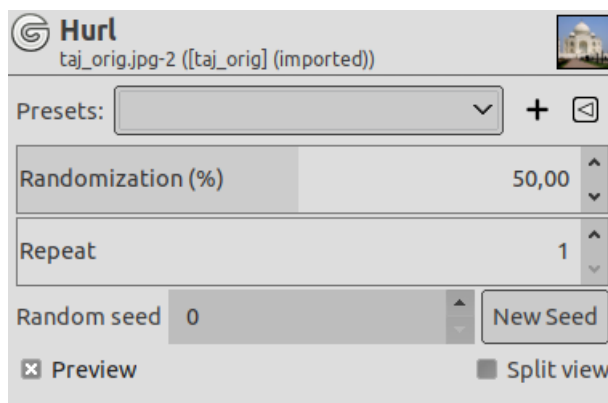 Hurl
taj_orig.jpg-2 ([taj_orig] (imported))
Presets:
Randomization (%) 50,00
Repeat 1
Random seed 0 New Seed
Preview Split view